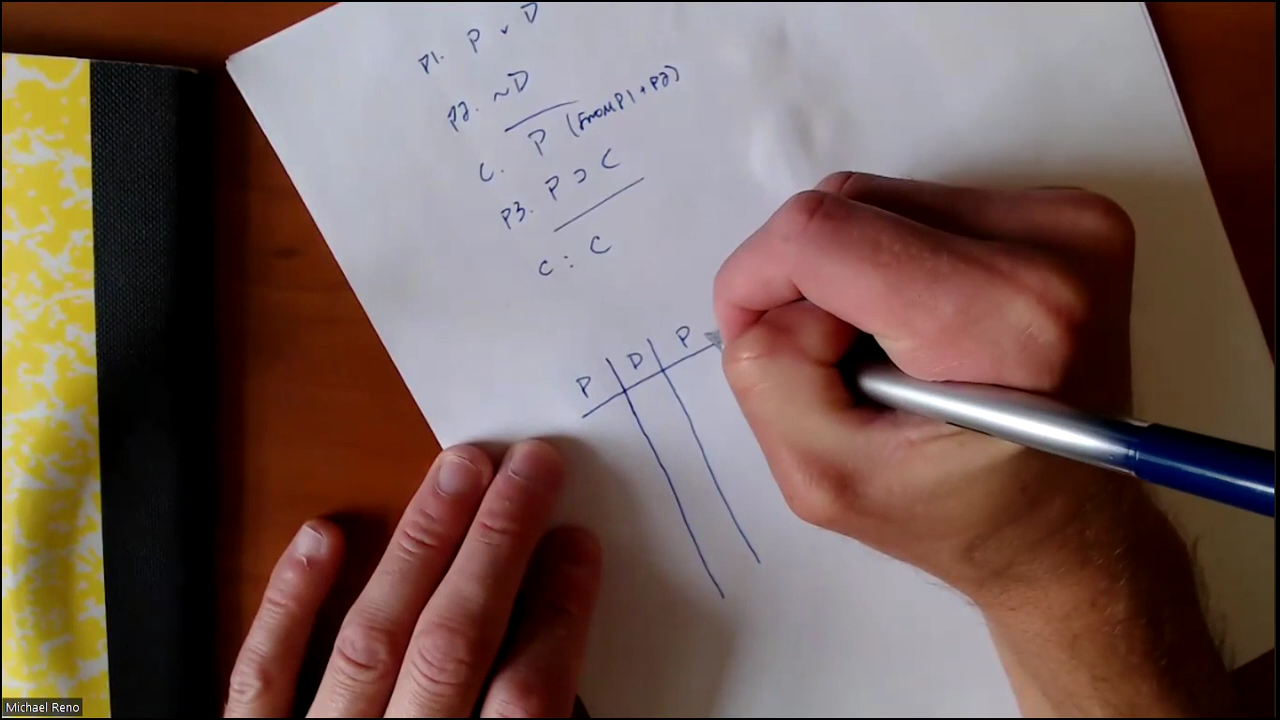 P1. P v D
P2. ~D
C. P (From P1 + P2)
P3. P ⊃ C
C: C
P D P
Michael Reno